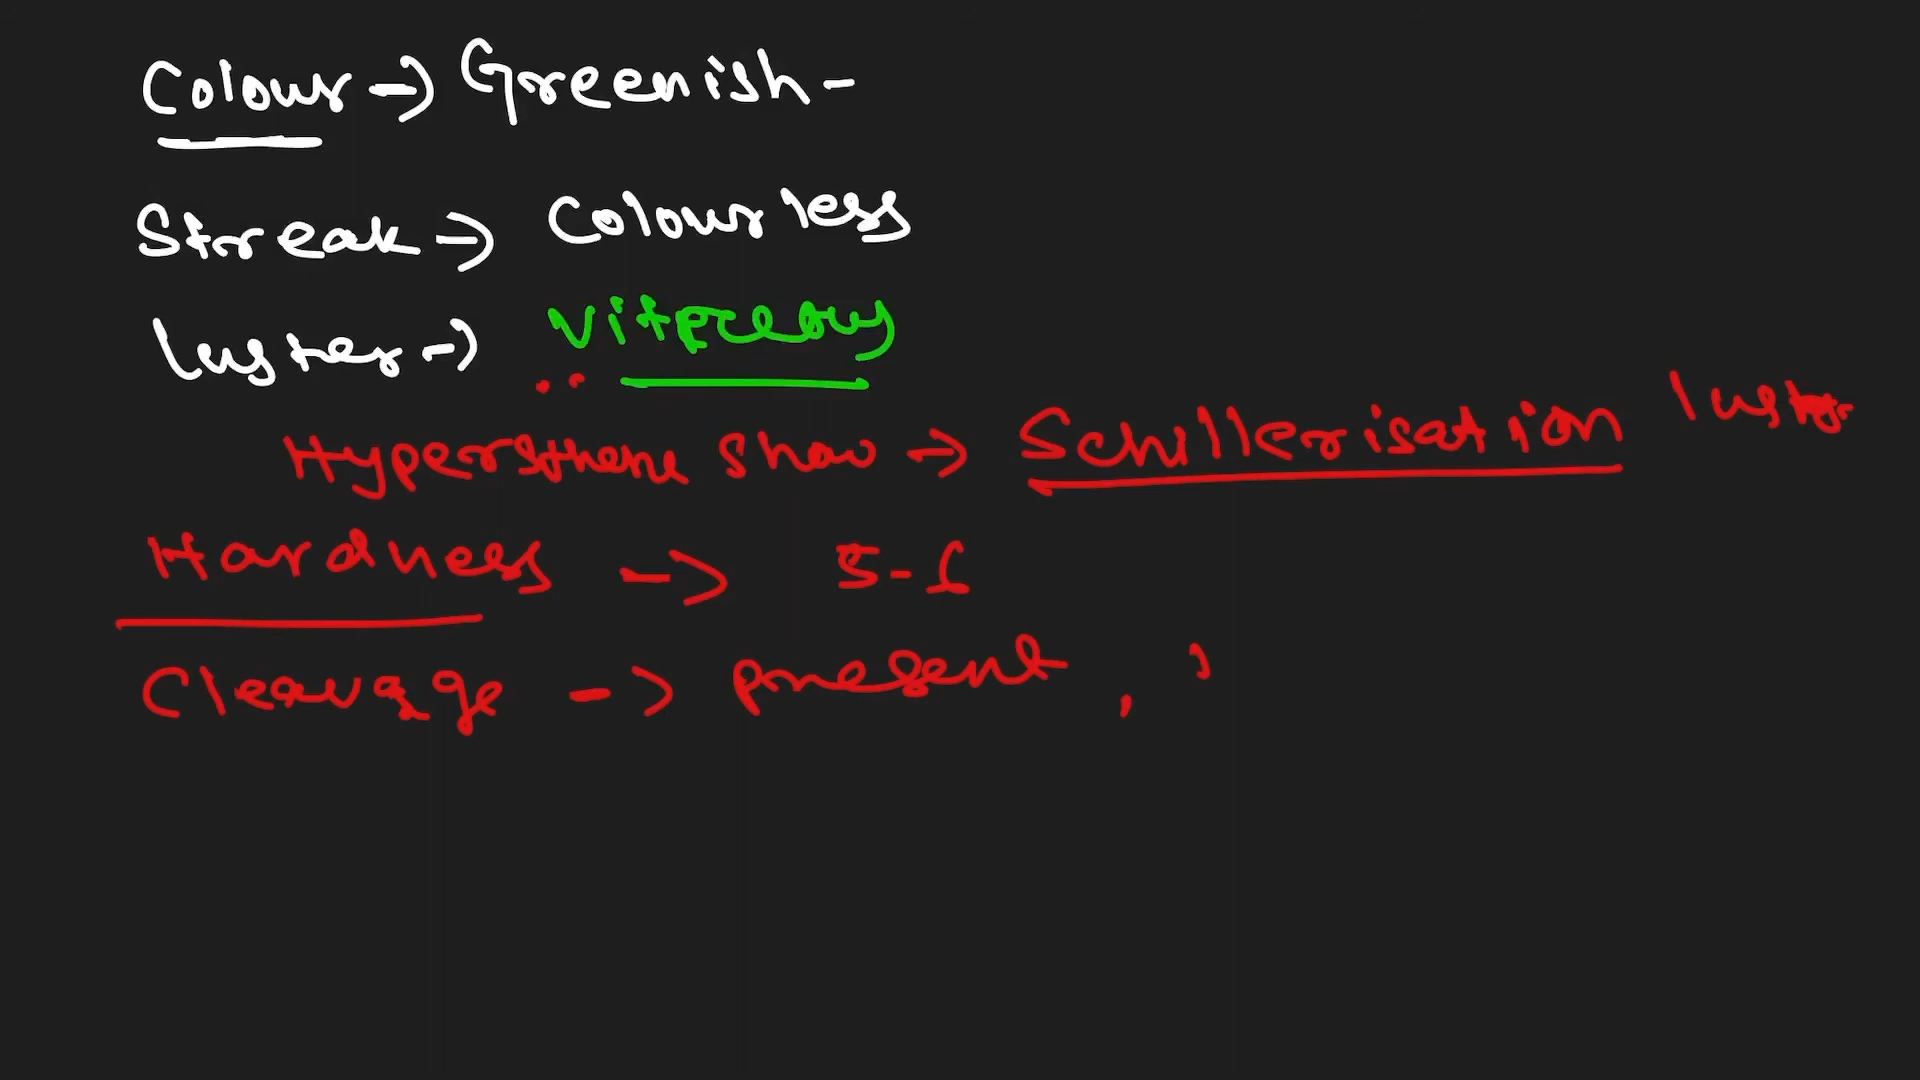 Colour → Greenish -
Streak → Colourless
luster → Vitreous
Hypersthene show → Schillerisation luster
Hardness → 5-6
Cleavage → present ,